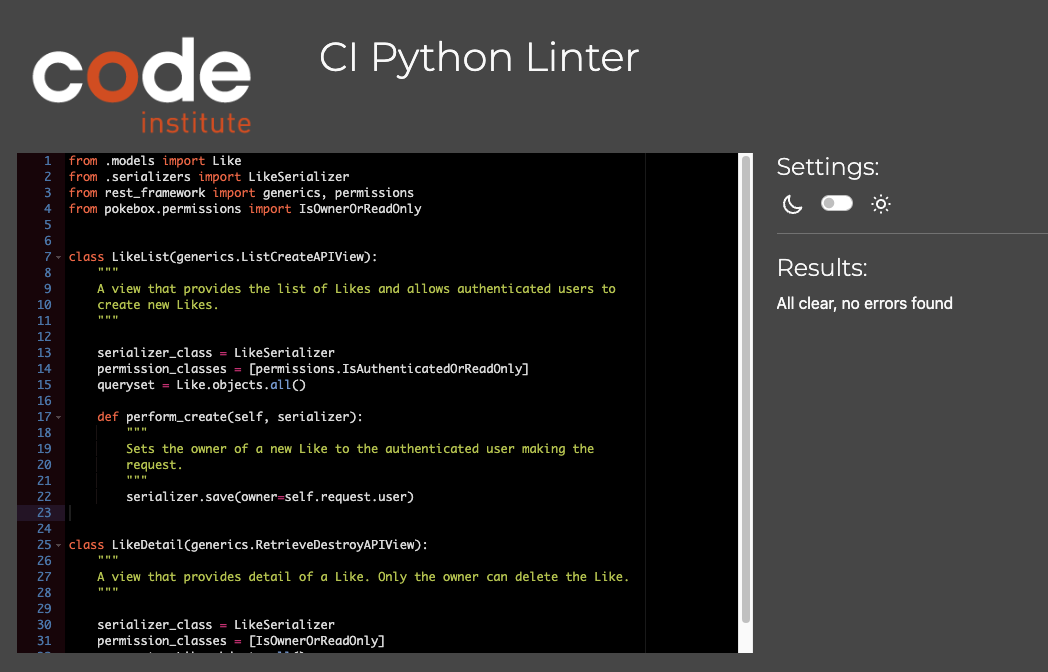 code
institute
CI Python Linter
1 from .models import Like
2 from .serializers import LikeSerializer
3 from rest_framework import generics, permissions
4 from pokebox.permissions import IsOwnerOrReadOnly
5
6
7 class LikeList(generics.ListCreateAPIView):
8     """
9     A view that provides the list of Likes and allows authenticated users to
10     create new Likes.
11     """
12
13     serializer_class = LikeSerializer
14     permission_classes = [permissions.IsAuthenticatedOrReadOnly]
15     queryset = Like.objects.all()
16
17     def perform_create(self, serializer):
18         """
19         Sets the owner of a new Like to the authenticated user making the
20         request.
21         """
22         serializer.save(owner=self.request.user)
23
24
25 class LikeDetail(generics.RetrieveDestroyAPIView):
26     """
27     A view that provides detail of a Like. Only the owner can delete the Like.
28     """
29
30     serializer_class = LikeSerializer
31     permission_classes = [IsOwnerOrReadOnly]
Settings:
Results:
All clear, no errors found